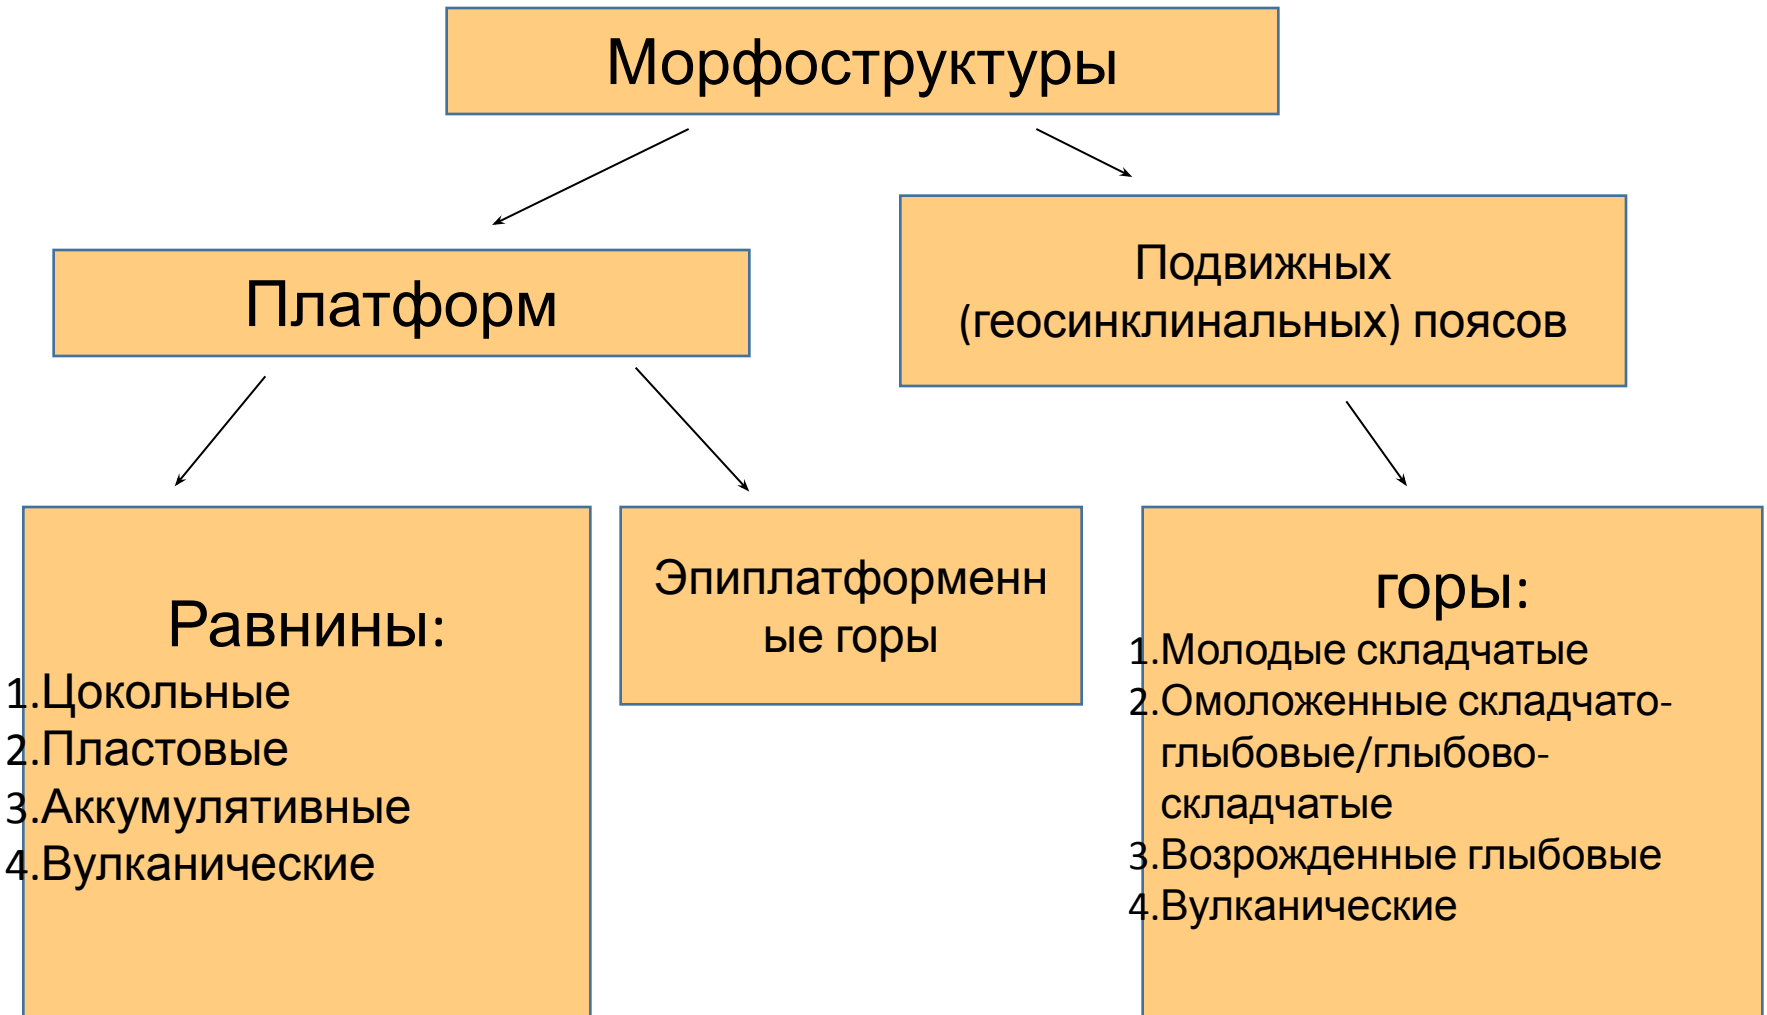 Морфоструктуры
Платформ
Подвижных
(геосинклинальных) поясов
Равнины:
1.Цокольные
2.Пластовые
3.Аккумулятивные
4.Вулканические
Эпиплатформенн
ые горы
горы:
1.Молодые складчатые
2.Омоложенные складчато-
глыбовые/глыбово-
складчатые
3.Возрожденные глыбовые
4.Вулканические